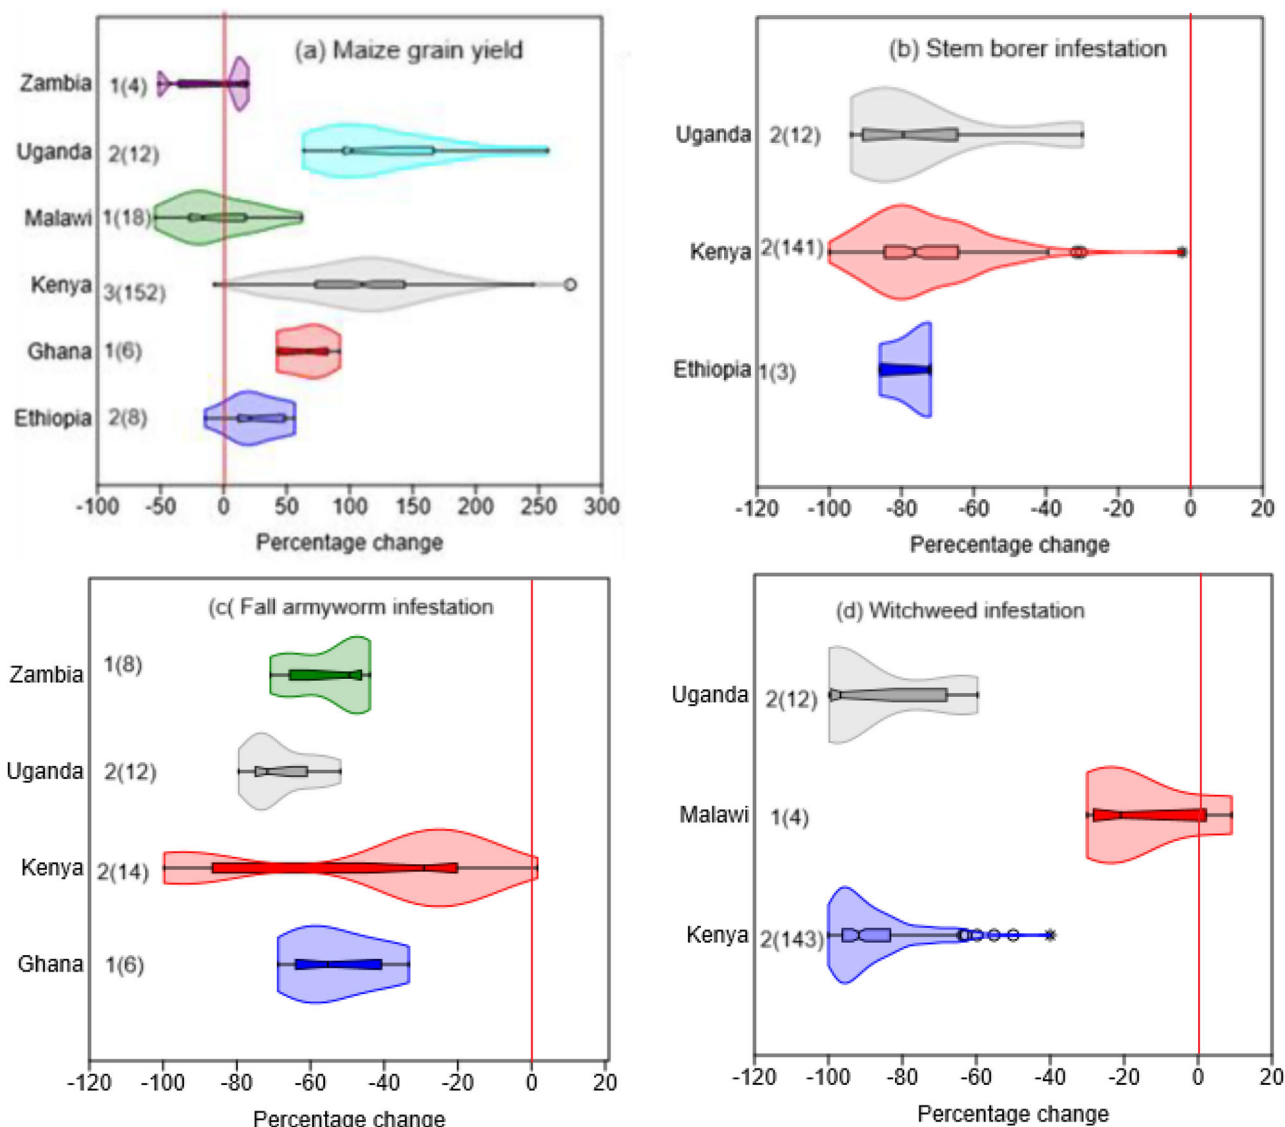 (a) Maize grain yield
Zambia 1(4)
Uganda 2(12)
Malawi 1(18)
Kenya 3(152)
Ghana 1(6)
Ethiopia 2(8)
-100 -50 0 50 100 150 200 250 300
Percentage change
(b) Stem borer infestation
Uganda 2(12)
Kenya 2(141)
Ethiopia 1(3)
-120 -100 -80 -60 -40 -20 0 20
Perecentage change
(c( Fall armyworm infestation
Zambia 1(8)
Uganda 2(12)
Kenya 2(14)
Ghana 1(6)
-120 -100 -80 -60 -40 -20 0 20
Percentage change
(d) Witchweed infestation
Uganda 2(12)
Malawi 1(4)
Kenya 2(143)
-120 -100 -80 -60 -40 -20 0 20
Percentage change